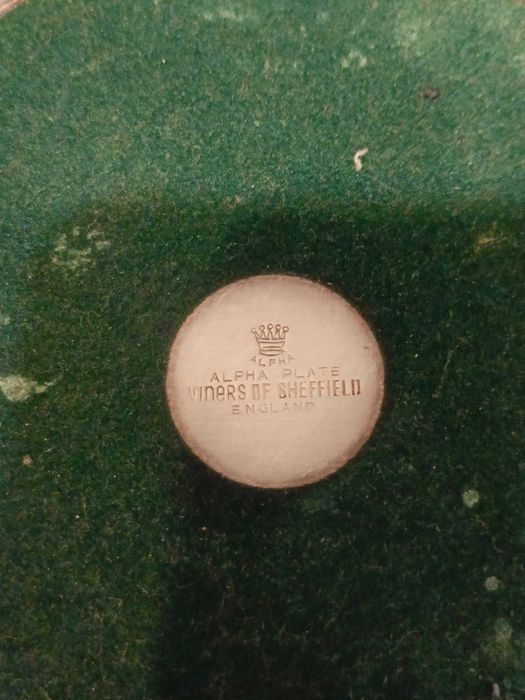 ALPHA
ALPHA PLATE
VINERS OF SHEFFIELD
ENGLAND